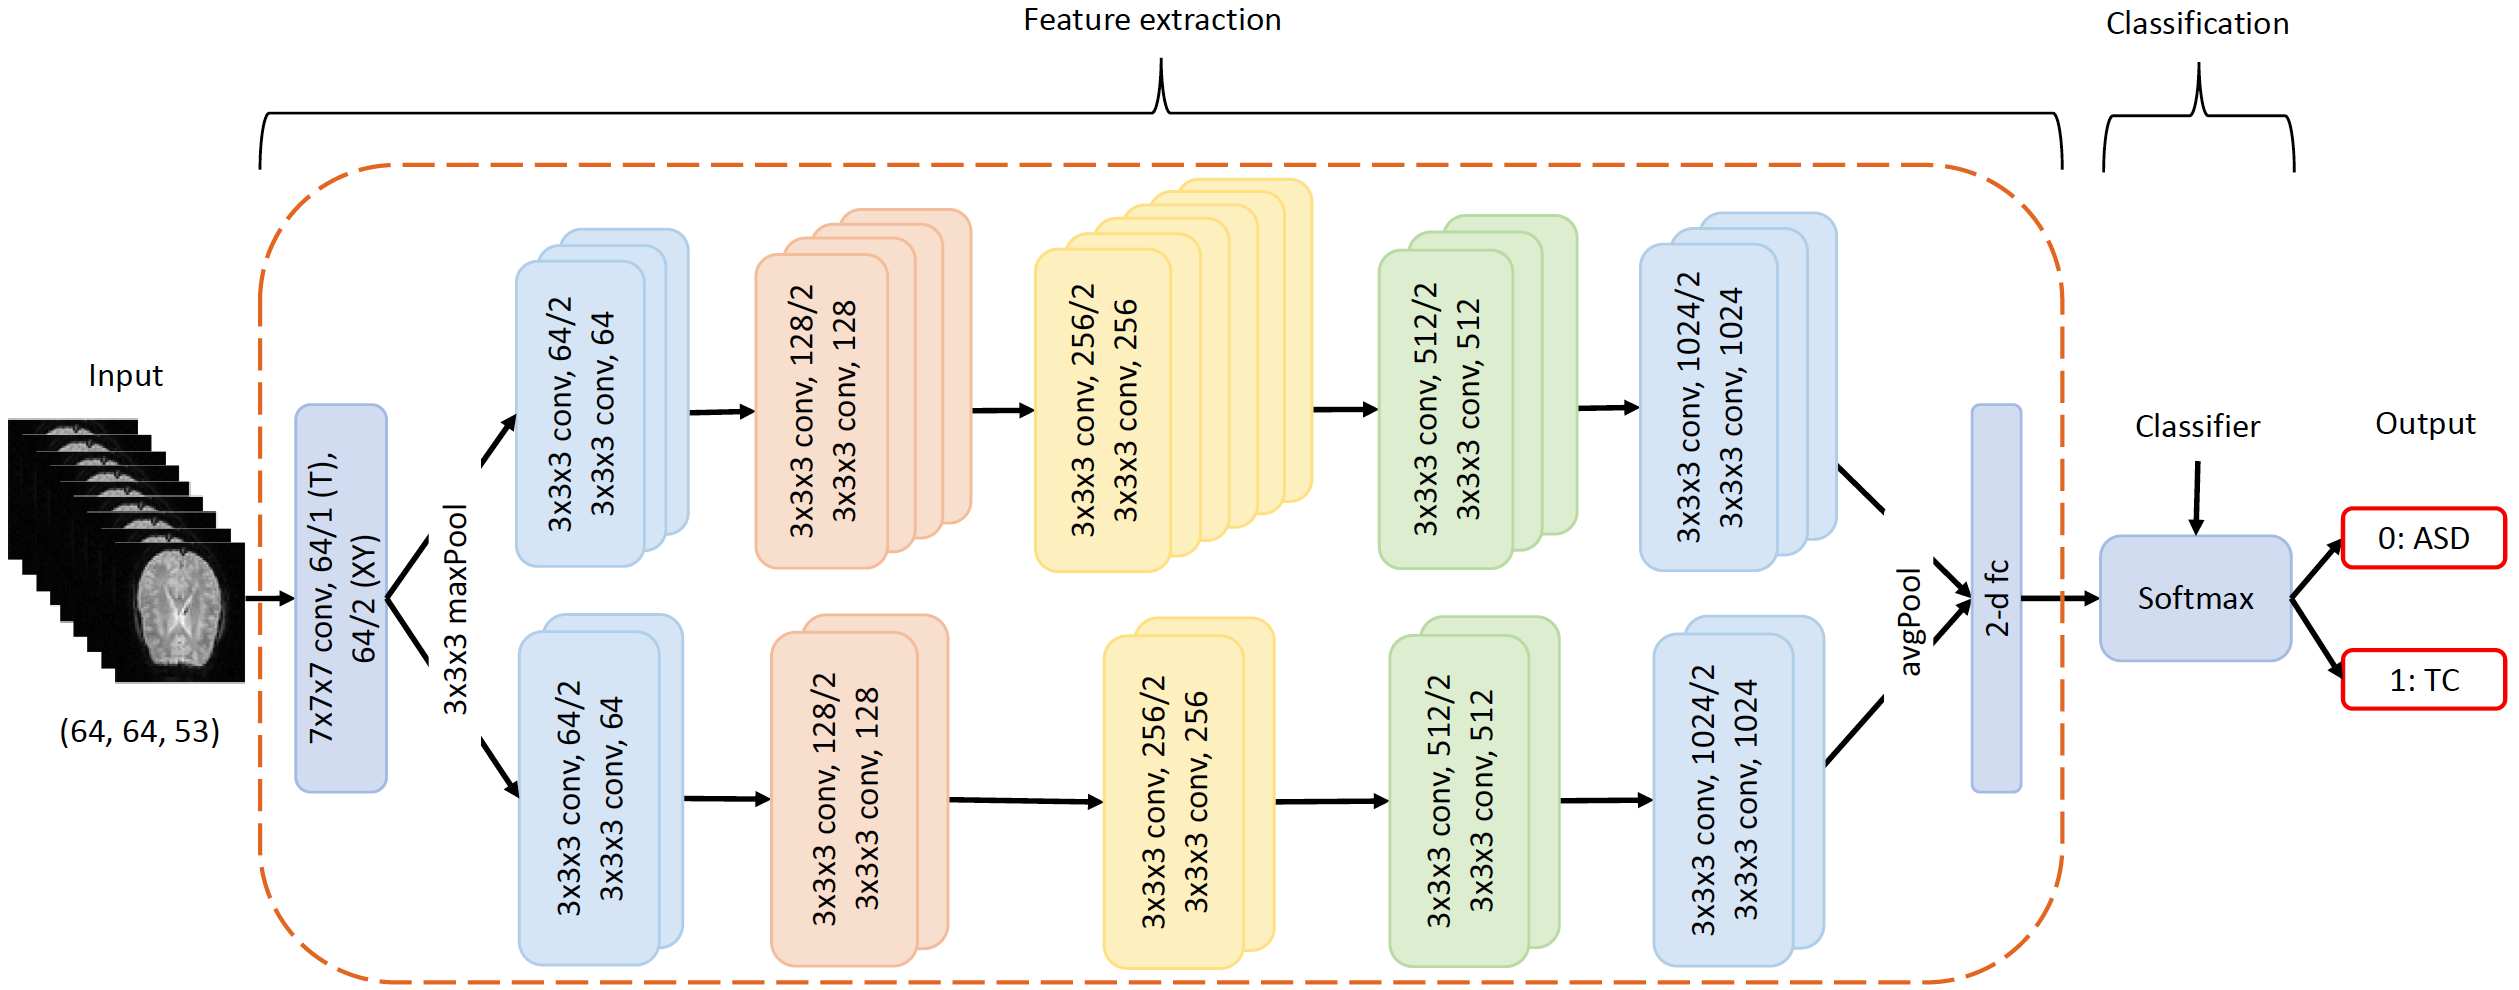 Feature extraction
Classification
Input
(64, 64, 53)
7x7x7 conv, 64/1 (T),
64/2 (XY)
3x3x3 maxPool
3x3x3 conv, 64/2
3x3x3 conv, 64
3x3x3 conv, 128/2
3x3x3 conv, 128
3x3x3 conv, 256/2
3x3x3 conv, 256
3x3x3 conv, 512/2
3x3x3 conv, 512
3x3x3 conv, 1024/2
3x3x3 conv, 1024
3x3x3 conv, 64/2
3x3x3 conv, 64
3x3x3 conv, 128/2
3x3x3 conv, 128
3x3x3 conv, 256/2
3x3x3 conv, 256
3x3x3 conv, 512/2
3x3x3 conv, 512
3x3x3 conv, 1024/2
3x3x3 conv, 1024
avgPool
2-d fc
Classifier
Softmax
Output
0: ASD
1: TC